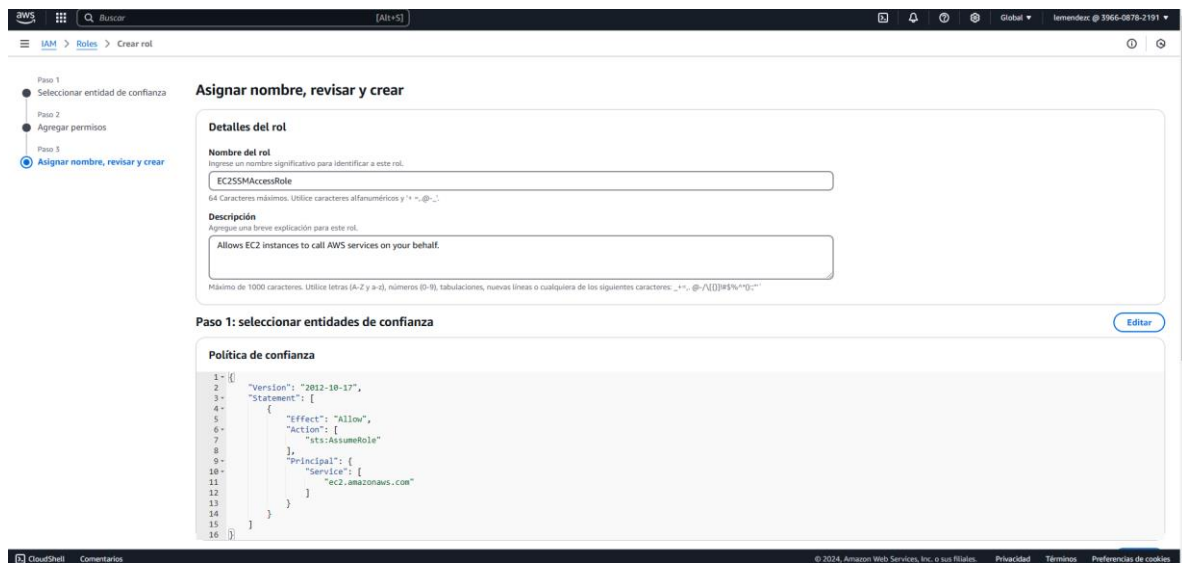 aws
Buscar
[Alt+S]
Global
lemendezc @ 3966-0878-2191
IAM > Roles > Crear rol
Paso 1
Seleccionar entidad de confianza
Paso 2
Agregar permisos
Paso 3
Asignar nombre, revisar y crear
Asignar nombre, revisar y crear
Detalles del rol
Nombre del rol
Ingrese un nombre significativo para identificar a este rol.
EC2SSMAccessRole
64 Caracteres máximos. Utilice caracteres alfanuméricos y '+=,.@-_'.
Descripción
Agregue una breve explicación para este rol.
Allows EC2 instances to call AWS services on your behalf.
Máximo de 1000 caracteres. Utilice letras (A-Z y a-z), números (0-9), tabulaciones, nuevas líneas o cualquiera de los siguientes caracteres:
Paso 1: seleccionar entidades de confianza
Editar
Política de confianza
1 {
2 "Version": "2012-10-17",
3 "Statement": [
4 {
5 "Effect": "Allow",
6 "Action": [
7 "sts:AssumeRole"
8 ],
9 "Principal": {
10 "Service": [
11 "ec2.amazonaws.com"
12 ]
13 }
14 }
15 ]
16 }
CloudShell Comentarios
© 2024, Amazon Web Services, Inc. o sus filiales. Privacidad Términos Preferencias de cookies